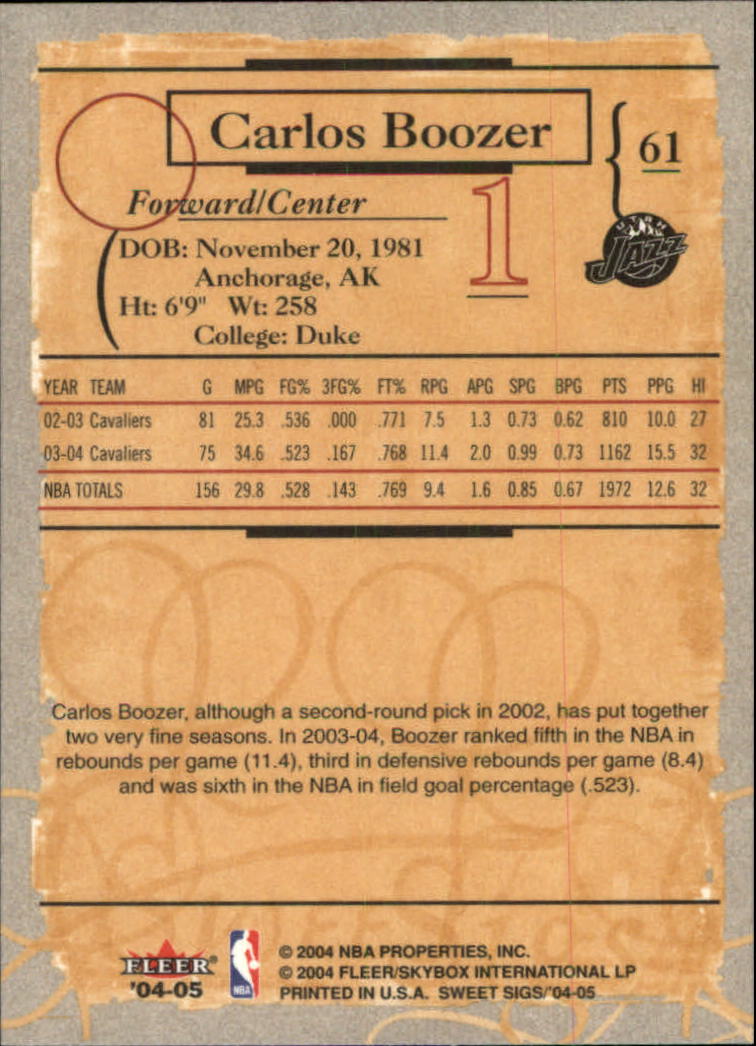 Carlos Boozer
61
Forward/Center
1
UTAH
JAZZ
DOB: November 20, 1981
Anchorage, AK
Ht: 6'9" Wt: 258
College: Duke
YEAR TEAM G MPG FG% 3FG% FT% RPG APG SPG BPG PTS PPG HI
02-03 Cavaliers 81 25.3 .536 .000 .771 7.5 1.3 0.73 0.62 810 10.0 27
03-04 Cavaliers 75 34.6 .523 .167 .768 11.4 2.0 0.99 0.73 1162 15.5 32
NBA TOTALS 156 29.8 .528 .143 .769 9.4 1.6 0.85 0.67 1972 12.6 32
Carlos Boozer, although a second-round pick in 2002, has put together
two very fine seasons. In 2003-04, Boozer ranked fifth in the NBA in
rebounds per game (11.4), third in defensive rebounds per game (8.4)
and was sixth in the NBA in field goal percentage (.523).
FLEER®
'04-05
NBA
© 2004 NBA PROPERTIES, INC.
© 2004 FLEER/SKYBOX INTERNATIONAL LP
PRINTED IN U.S.A. SWEET SIGS/'04-05